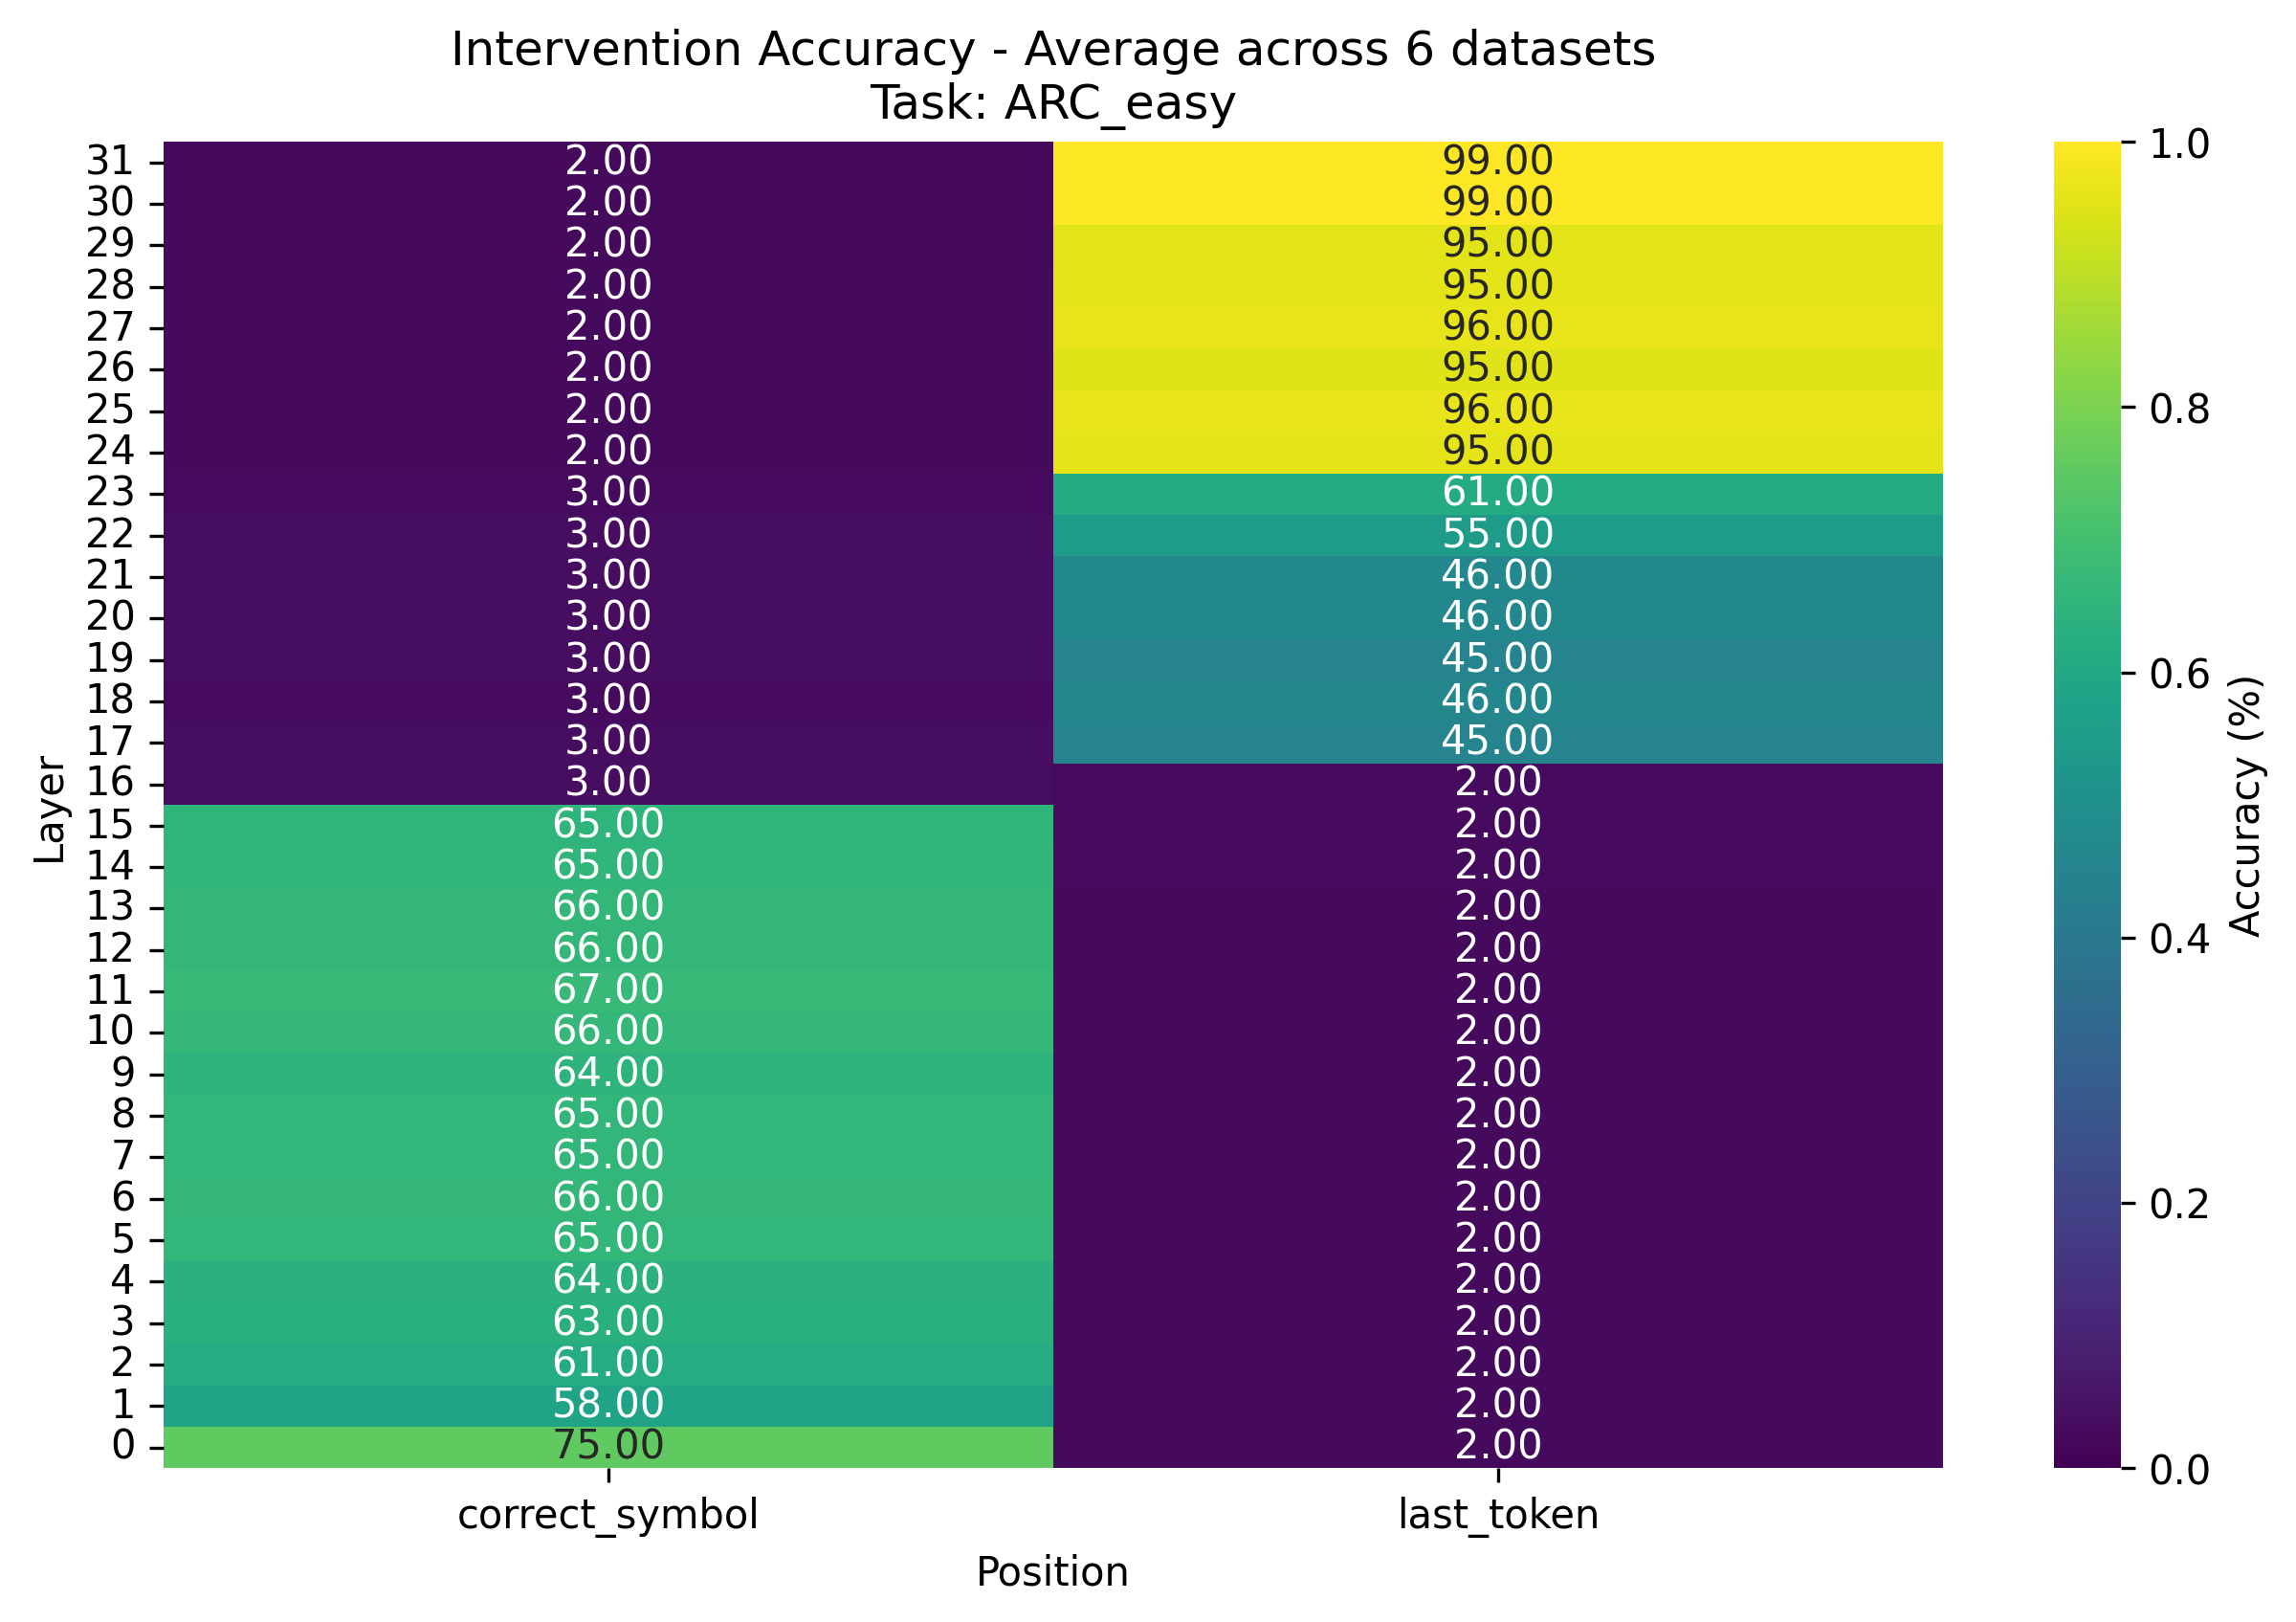 Intervention Accuracy - Average across 6 datasets
Task: ARC_easy
31 2.00 99.00 1.0
30 2.00 99.00
29 2.00 95.00
28 2.00 95.00
27 2.00 96.00
26 2.00 95.00
25 2.00 96.00 0.8
24 2.00 95.00
23 3.00 61.00
22 3.00 55.00
21 3.00 46.00
20 3.00 46.00
19 3.00 45.00 0.6
18 3.00 46.00
17 3.00 45.00
16 3.00 2.00
15 65.00 2.00
14 65.00 2.00
13 66.00 2.00
12 66.00 2.00 0.4
11 67.00 2.00
10 66.00 2.00
9 64.00 2.00
8 65.00 2.00
7 65.00 2.00
6 66.00 2.00 0.2
5 65.00 2.00
4 64.00 2.00
3 63.00 2.00
2 61.00 2.00
1 58.00 2.00
0 75.00 2.00 0.0
Layer
Accuracy (%)
correct_symbol last_token
Position